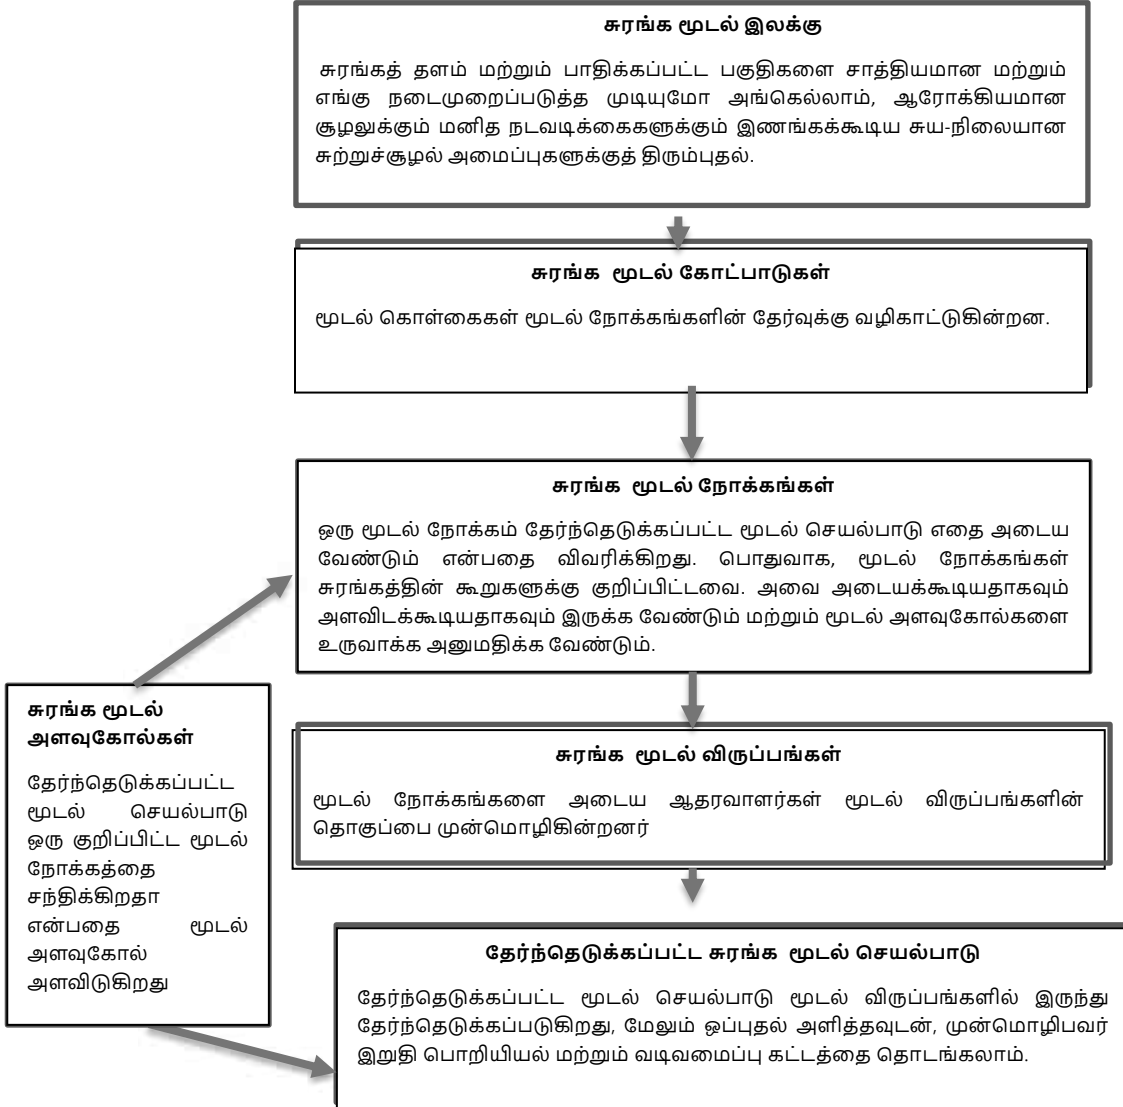 சுரங்க மூடல் இலக்கு
சுரங்கத் தளம் மற்றும் பாதிக்கப்பட்ட பகுதிகளை சாத்தியமான மற்றும்
எங்கு நடைமுறைப்படுத்த முடியுமோ அங்கெல்லாம், ஆரோக்கியமான
சூழலுக்கும் மனித நடவடிக்கைகளுக்கும் இணங்கக்கூடிய சுய-நிலையான
சுற்றுச்சூழல் அமைப்புகளுக்குத் திரும்புதல்.
சுரங்க மூடல் கோட்பாடுகள்
மூடல் கொள்கைகள் மூடல் நோக்கங்களின் தேர்வுக்கு வழிகாட்டுகின்றன.
சுரங்க மூடல் நோக்கங்கள்
ஒரு மூடல் நோக்கம் தேர்ந்தெடுக்கப்பட்ட மூடல் செயல்பாடு எதை அடைய
வேண்டும் என்பதை விவரிக்கிறது. பொதுவாக, மூடல் நோக்கங்கள்
சுரங்கத்தின் கூறுகளுக்கு குறிப்பிட்டவை. அவை அடையக்கூடியதாகவும்
அளவிடக்கூடியதாகவும் இருக்க வேண்டும் மற்றும் மூடல் அளவுகோல்களை
உருவாக்க அனுமதிக்க வேண்டும்.
சுரங்க மூடல்
அளவுகோல்கள்
தேர்ந்தெடுக்கப்பட்ட
மூடல் செயல்பாடு
ஒரு குறிப்பிட்ட மூடல்
நோக்கத்தை
சந்திக்கிறதா
என்பதை மூடல்
அளவுகோல்
அளவிடுகிறது
சுரங்க மூடல் விருப்பங்கள்
மூடல் நோக்கங்களை அடைய ஆதரவாளர்கள் மூடல் விருப்பங்களின்
தொகுப்பை முன்மொழிகின்றனர்
தேர்ந்தெடுக்கப்பட்ட சுரங்க மூடல் செயல்பாடு
தேர்ந்தெடுக்கப்பட்ட மூடல் செயல்பாடு மூடல் விருப்பங்களில் இருந்து
தேர்ந்தெடுக்கப்படுகிறது, மேலும் ஒப்புதல் அளித்தவுடன், முன்மொழிபவர்
இறுதி பொறியியல் மற்றும் வடிவமைப்பு கட்டத்தை தொடங்கலாம்.